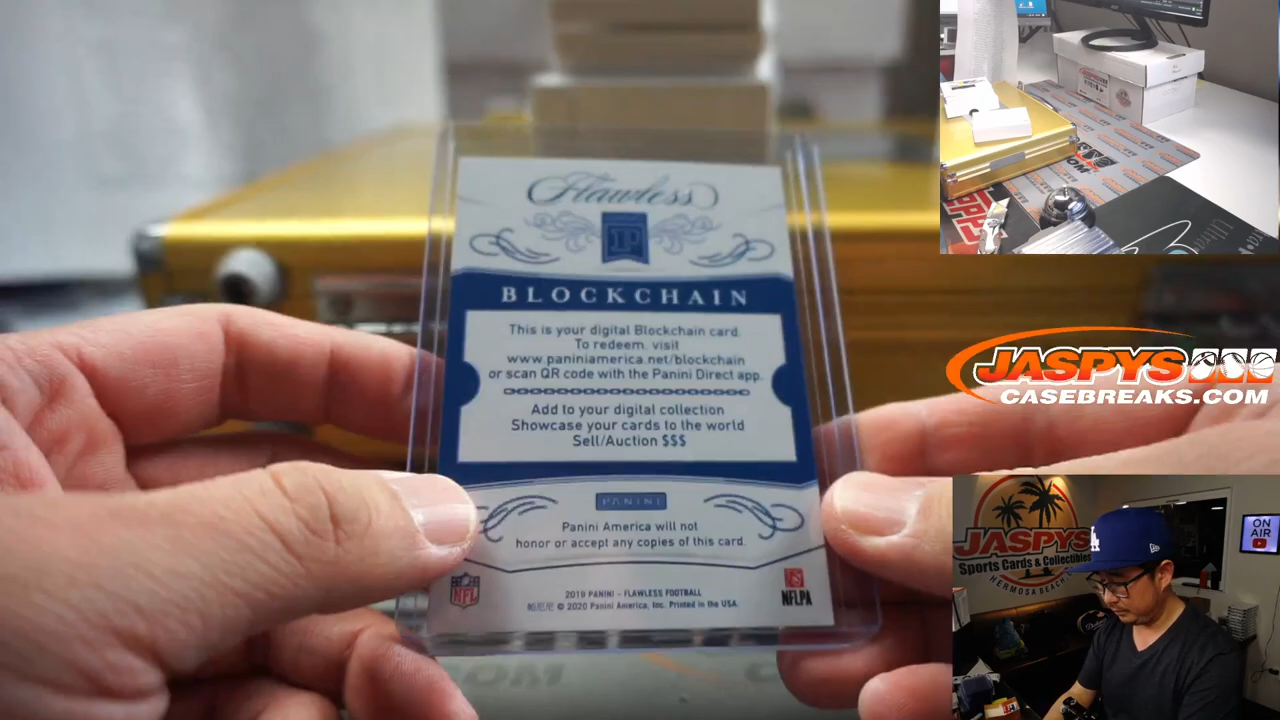 Flawless
BLOCKCHAIN
This is your digital Blockchain card.
To redeem, visit
www.paniniamerica.net/blockchain
or scan QR code with the Panini Direct app.
Add to your digital collection
Showcase your cards to the world
Sell/Auction $$$
PANINI
Panini America will not
honor or accept any copies of this card.
NFL
NFLPA
2019 PANINI - FLAWLESS FOOTBALL
© 2020 Panini America, Inc. Printed in the USA.
JASPYS
CASEBREAKS.COM
JASPYS
Sports Cards & Collectibles
HERMOSA BEACH
LA
ON
AIR